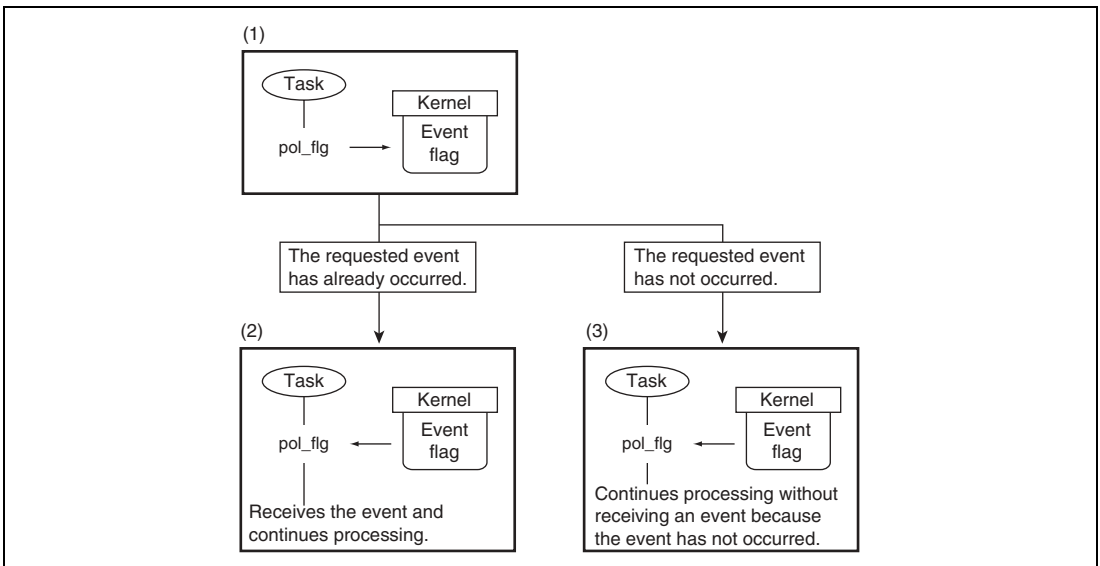 (1)
Task
Kernel
Event
flag
pol_flg
The requested event
has already occurred.
The requested event
has not occurred.
(2)
Task
Kernel
Event
flag
pol_flg
Receives the event and
continues processing.
(3)
Task
Kernel
Event
flag
pol_flg
Continues processing without
receiving an event because
the event has not occurred.